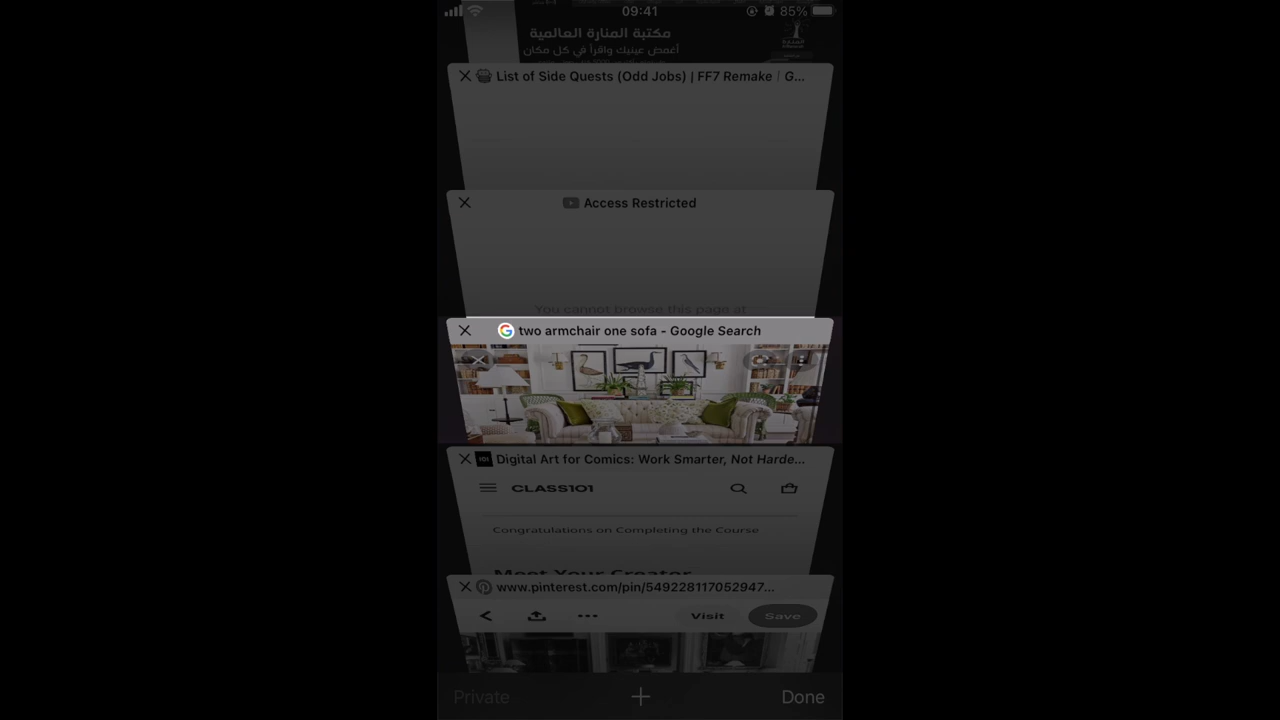 09:41
85%
مكتبة المنارة العالمية
أغمض عينيك واقرأ في كل مكان
List of Side Quests (Odd Jobs) | FF7 Remake | G...
Access Restricted
You cannot browse this page at
two armchair one sofa - Google Search
Digital Art for Comics: Work Smarter, Not Harde...
CLASS101
Congratulations on Completing the Course
Meet Your Creator
www.pinterest.com/pin/549228117052947...
Visit
Save
Private
Done